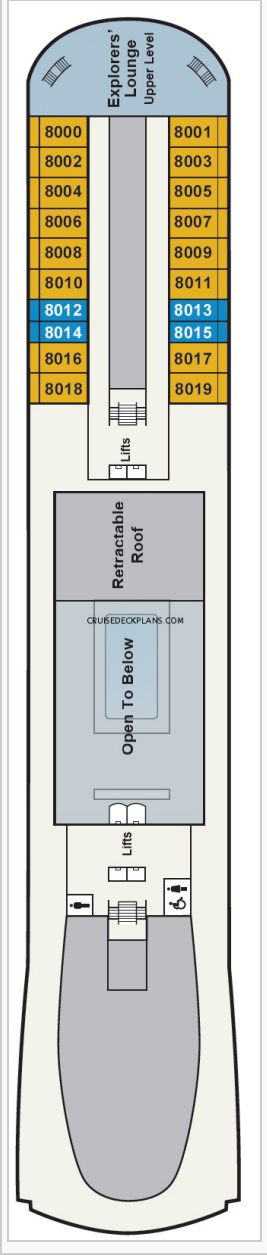 Explorers'
Lounge
Upper Level
8000 8001
8002 8003
8004 8005
8006 8007
8008 8009
8010 8011
8012 8013
8014 8015
8016 8017
8018 8019
Lifts
Retractable
Roof
CRUISEDECKPLANS.COM
Open To Below
Lifts